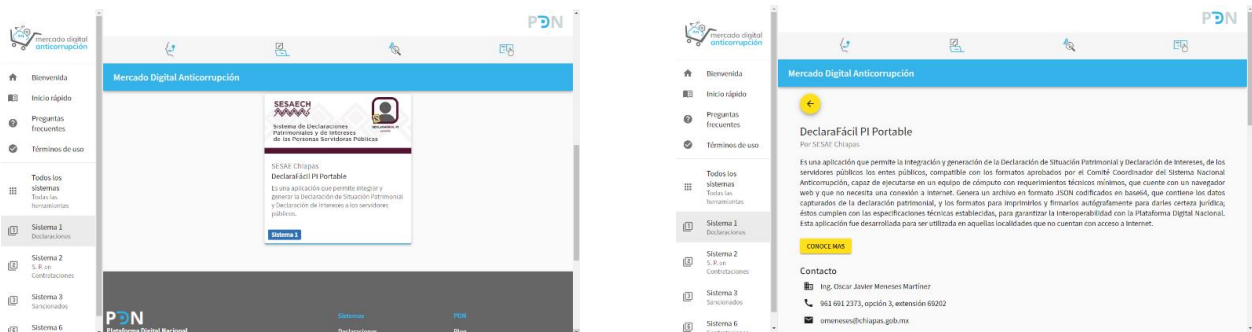 PDN
mercado digital
anticorrupción
Bienvenida
Inicio rápido
Preguntas
frecuentes
Términos de uso
Todos los
sistemas
Todas las
herramientas
Sistema 1
Declaraciones
Sistema 2
S. P. en
Contrataciones
Sistema 3
Sancionados
Sistema 6
Mercado Digital Anticorrupción
SESAECH
Sistema de Declaraciones
Patrimoniales y de Intereses
de las Personas Servidoras Públicas
SESAE Chiapas
DeclaraFácil PI Portable
Es una aplicación que permite integrar y
generar la Declaración de Situación Patrimonial
y Declaración de Intereses a los servidores
públicos.
Sistema 1
PDN
Plataforma Digital Nacional
Sistemas
Declaraciones
PDN
Blog
PDN
mercado digital
anticorrupción
Bienvenida
Inicio rápido
Preguntas
frecuentes
Términos de uso
Todos los
sistemas
Todas las
herramientas
Sistema 1
Declaraciones
Sistema 2
S. P. en
Contrataciones
Sistema 3
Sancionados
Sistema 6
Mercado Digital Anticorrupción
DeclaraFácil PI Portable
Por SESAE Chiapas
Es una aplicación que permite la Integración y generación de la Declaración de Situación Patrimonial y Declaración de Intereses, de los
servidores públicos los entes públicos, compatible con los formatos aprobados por el Comité Coordinador del Sistema Nacional
Anticorrupción, capaz de ejecutarse en un equipo de cómputo con requerimientos técnicos mínimos, que cuente con un navegador
web y que no necesita una conexión a internet. Genera un archivo en formato JSON codificados en base64, que contiene los datos
capturados de la declaración patrimonial, y los formatos para imprimirlos y firmarlos autógrafamente para darles certeza jurídica;
éstos cumplen con las especificaciones técnicas establecidas, para garantizar la interoperabilidad con la Plataforma Digital Nacional.
Esta aplicación fue desarrollada para ser utilizada en aquellas localidades que no cuentan con acceso a Internet.
CONOCE MAS
Contacto
Ing. Oscar Javier Meneses Martínez
961 691 2373, opción 3, extensión 69202
omeneses@chiapas.gob.mx